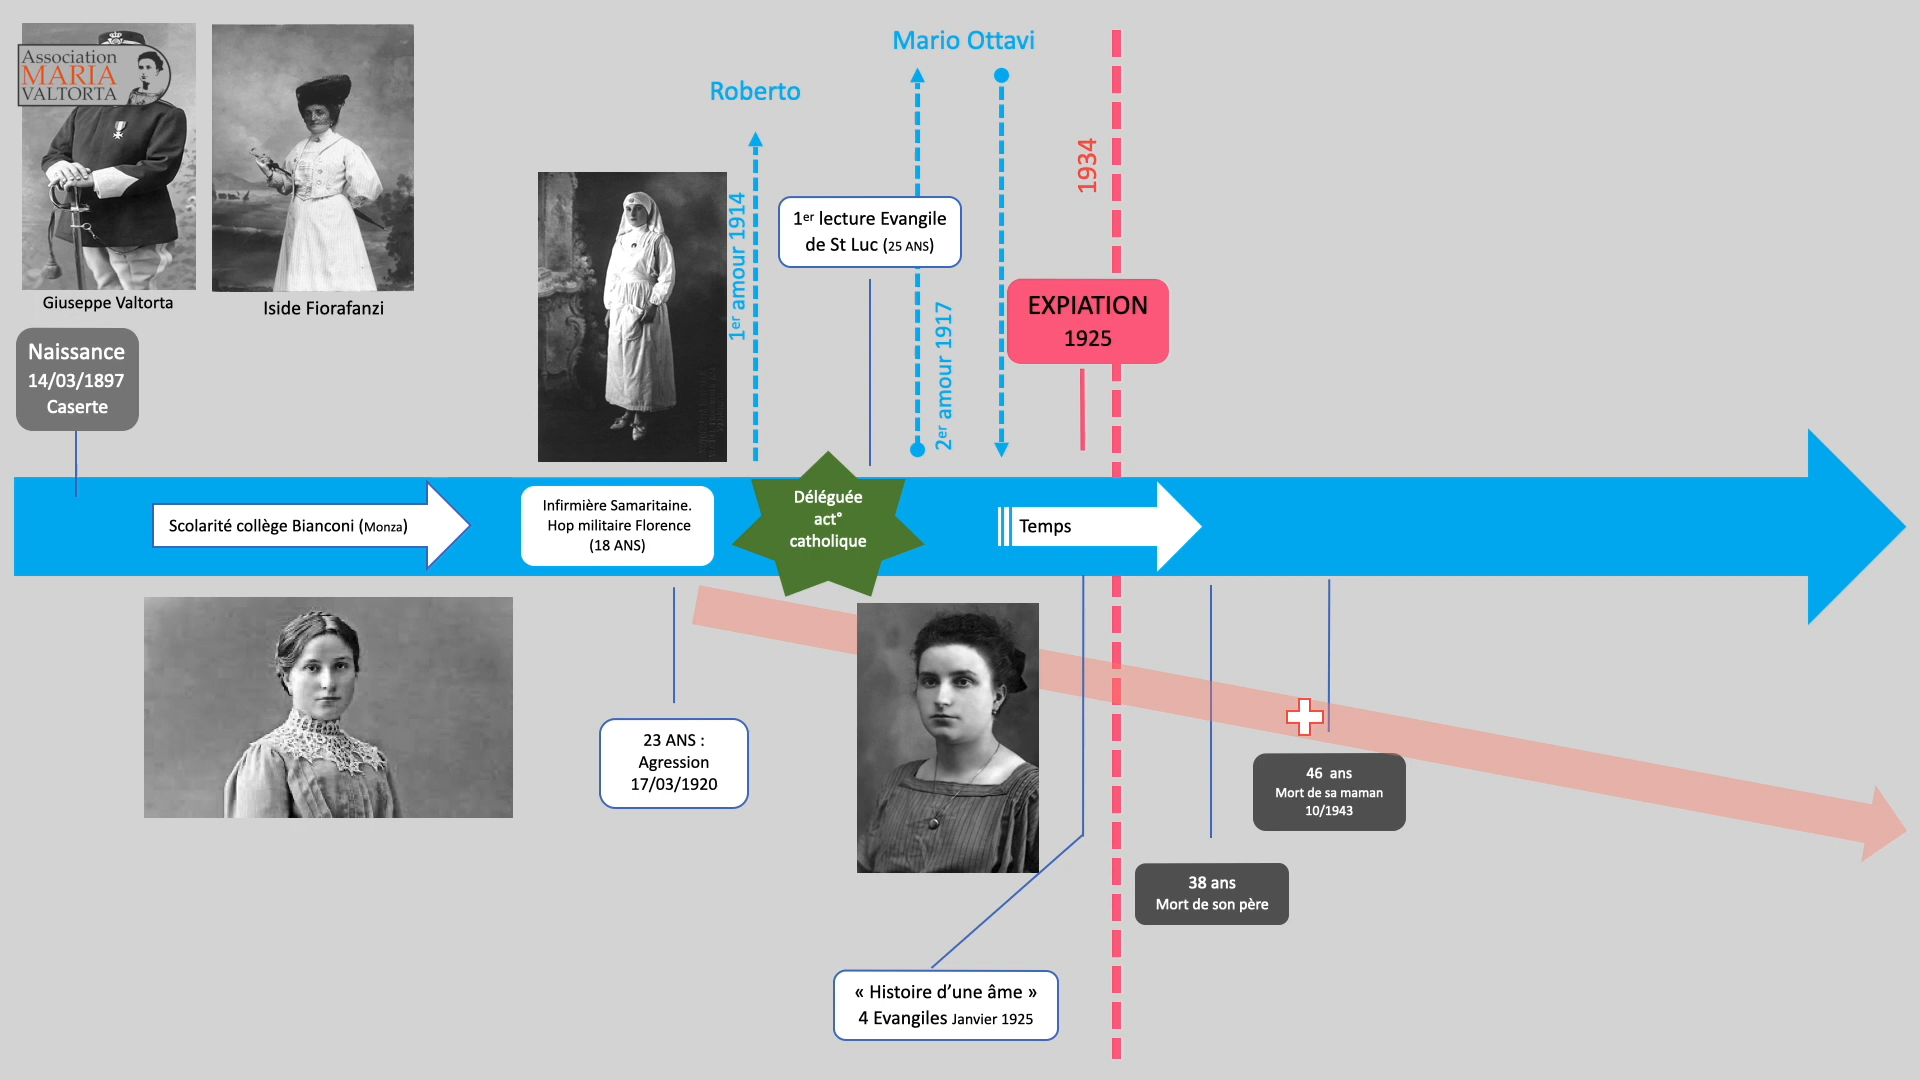 Association
MARIA
VALTORTA
Giuseppe Valtorta
Iside Fiorafanzi
Naissance
14/03/1897
Caserte
Roberto
1er amour 1914
Mario Ottavi
1er lecture Evangile
de St Luc (25 ANS)
2er amour 1917
1934
EXPIATION
1925
Scolarité collège Bianconi (Monza)
Infirmière Samaritaine.
Hop militaire Florence
(18 ANS)
Déléguée
act°
catholique
Temps
23 ANS :
Agression
17/03/1920
46 ans
Mort de sa maman
10/1943
38 ans
Mort de son père
« Histoire d’une âme »
4 Evangiles Janvier 1925